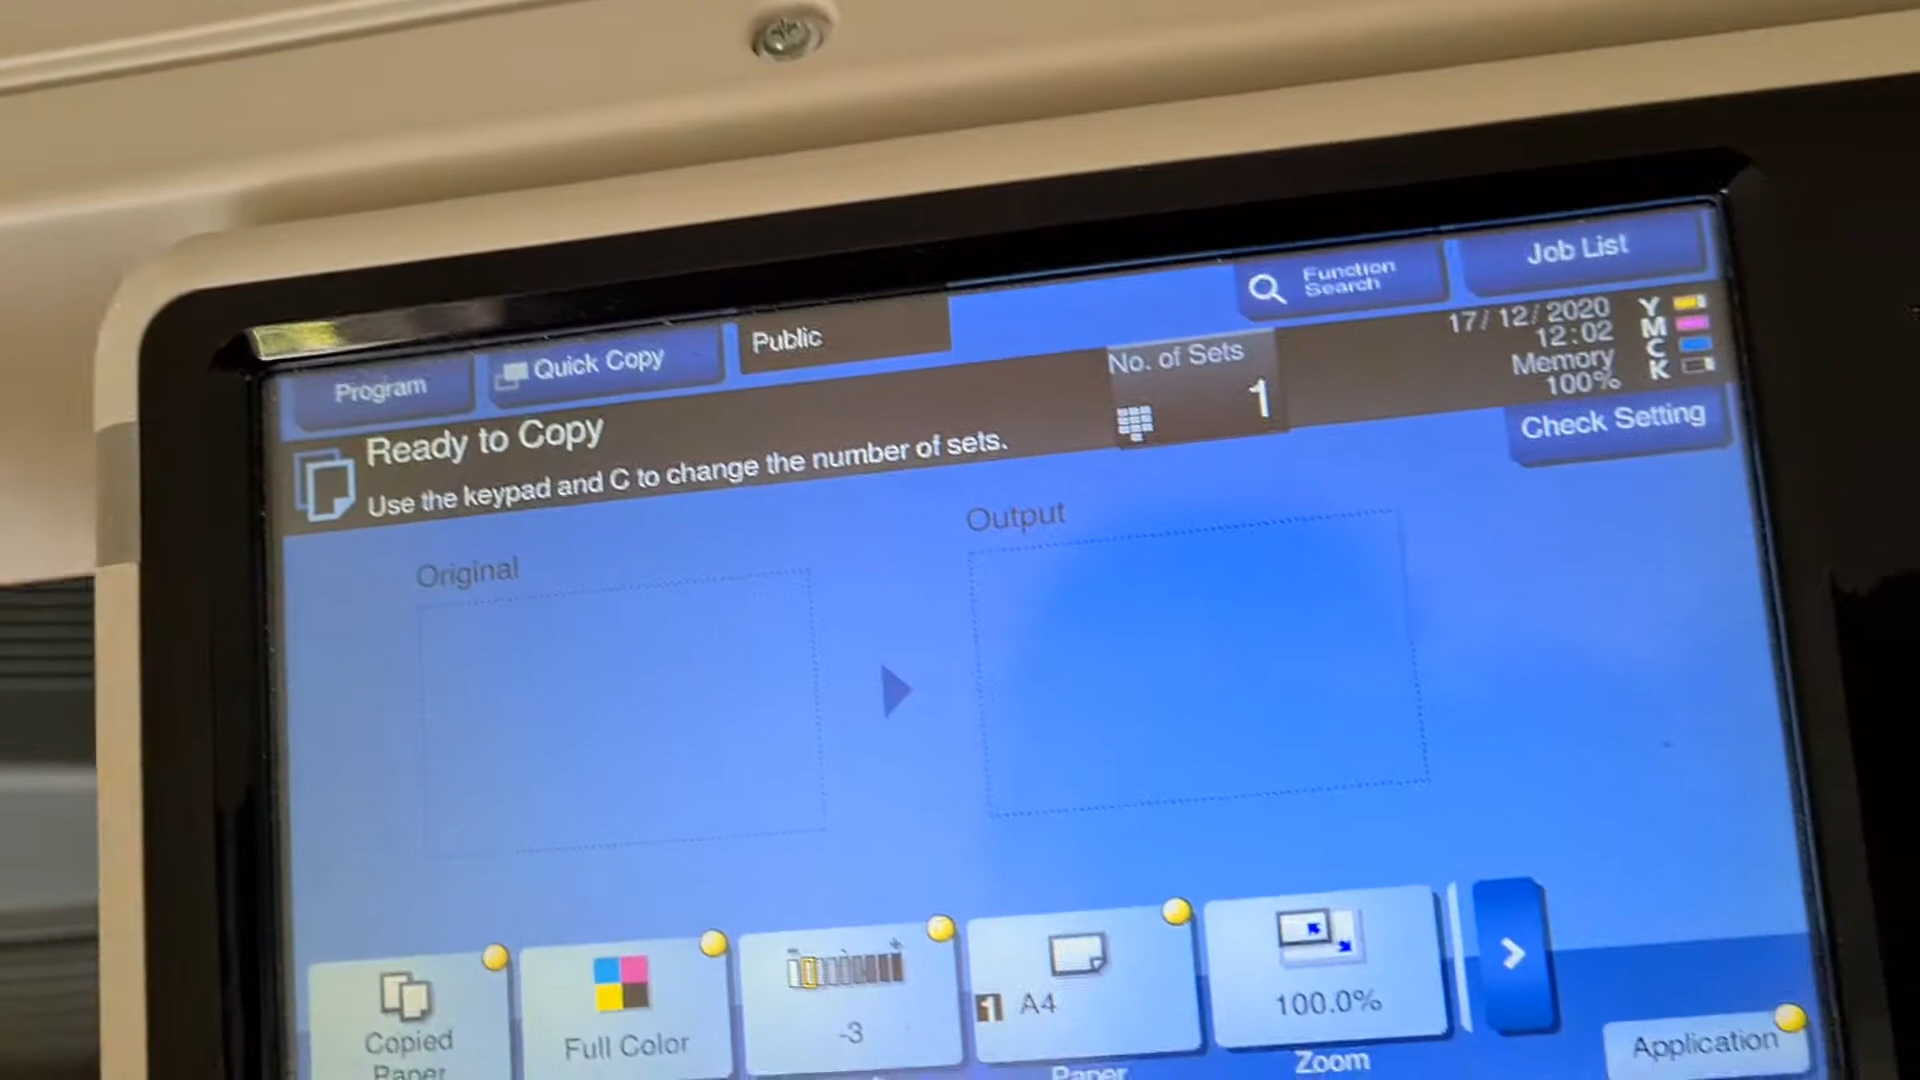 Function
Search
Job List
Program
Quick Copy
Public
No. of Sets
1
17/12/2020
12:02
Memory
100%
Y
M
C
K
Ready to Copy
Use the keypad and C to change the number of sets.
Check Setting
Original
Output
Copied
Paper
Full Color
-3
1 A4
Paper
100.0%
Zoom
Application